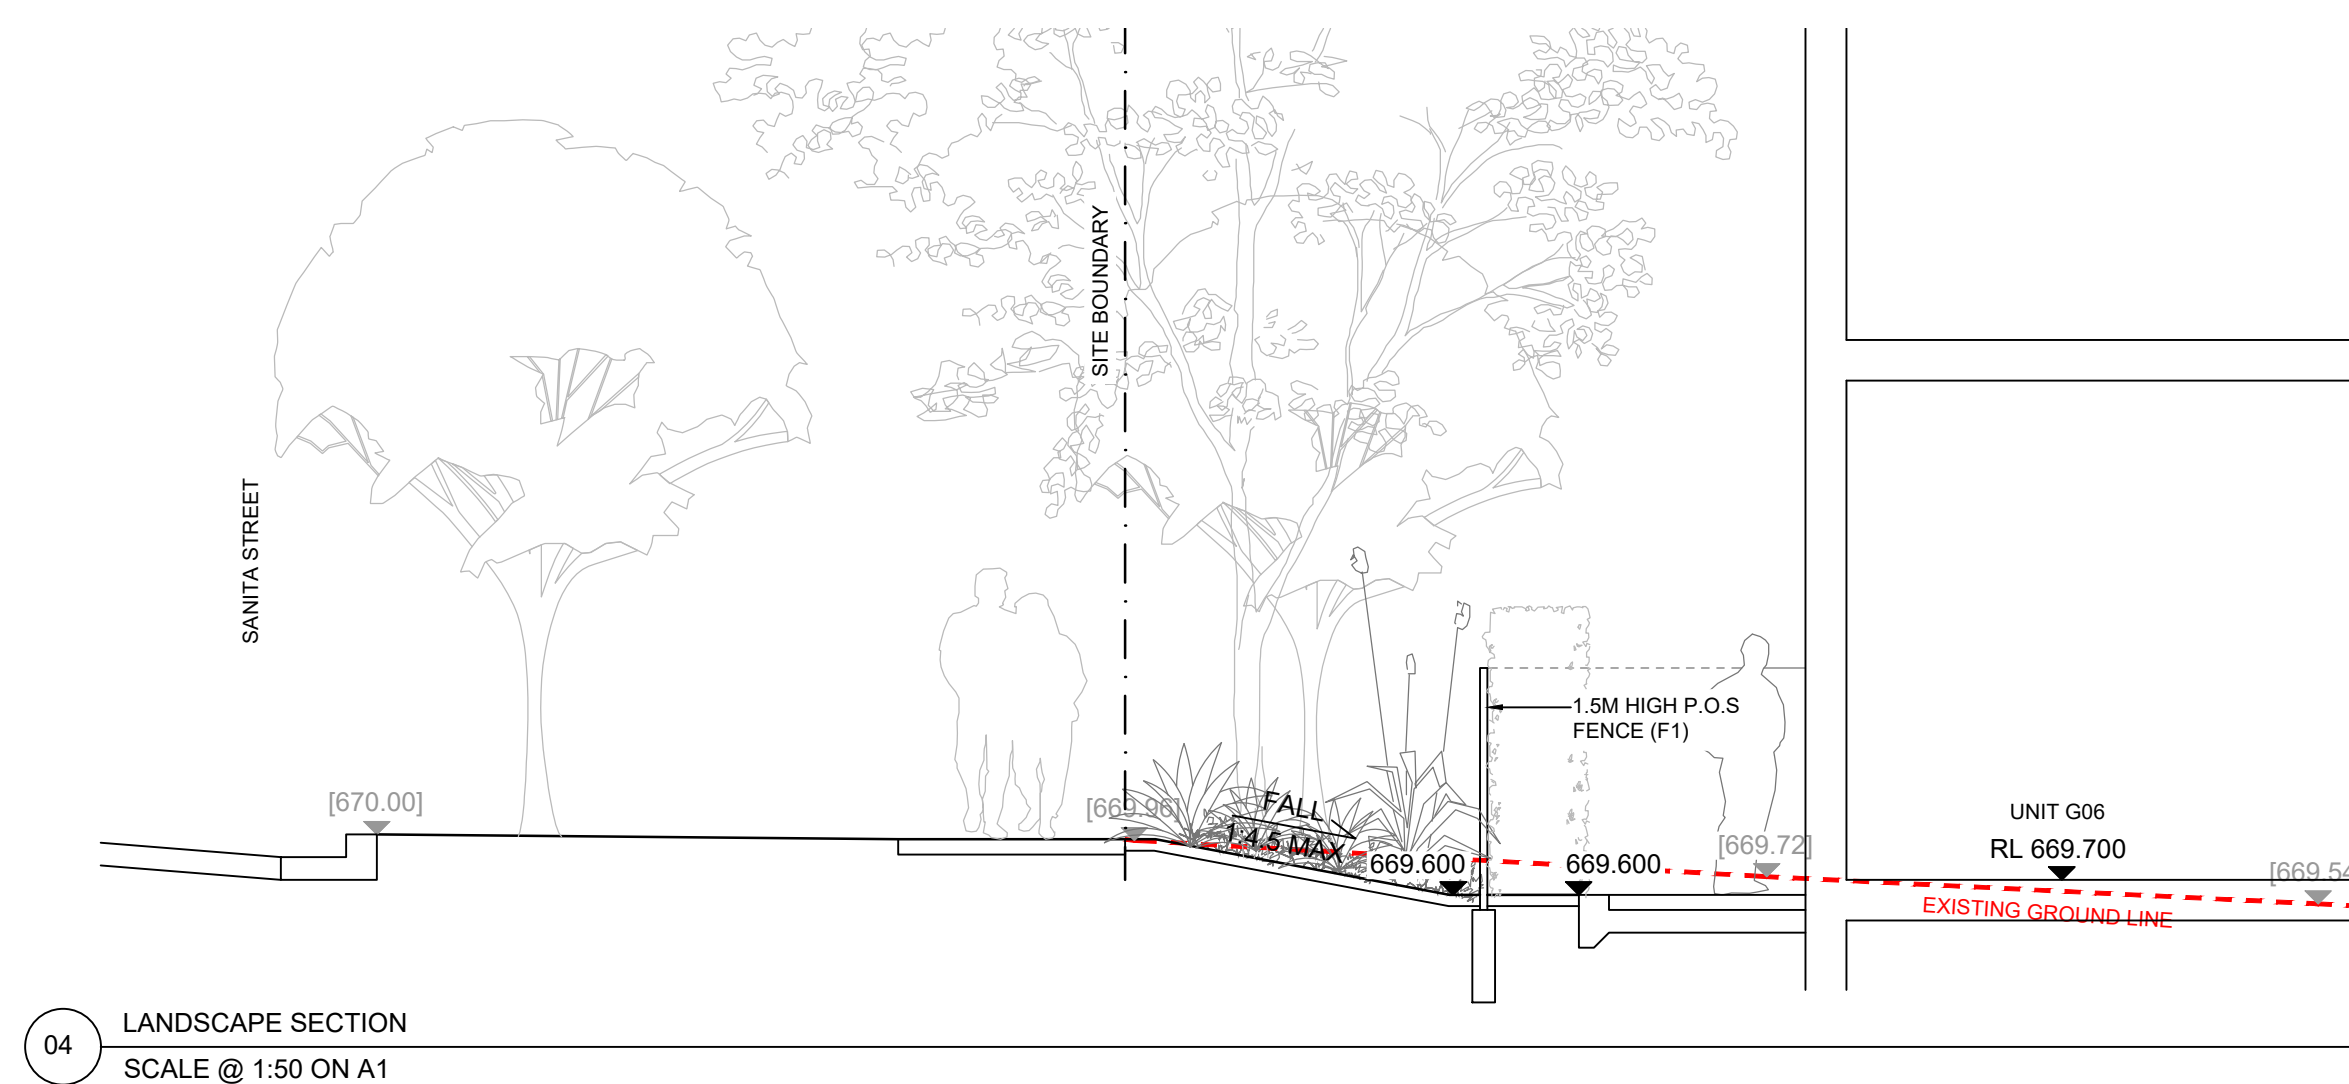 SITE BOUNDARY
SANITA STREET
1.5M HIGH P.O.S
FENCE (F1)
[670.00]
[669.96]
FALL
1:4.5 MAX
669.600
669.600
[669.72]
UNIT G06
RL 669.700
[669.54
EXISTING GROUND LINE
04
LANDSCAPE SECTION
SCALE @ 1:50 ON A1